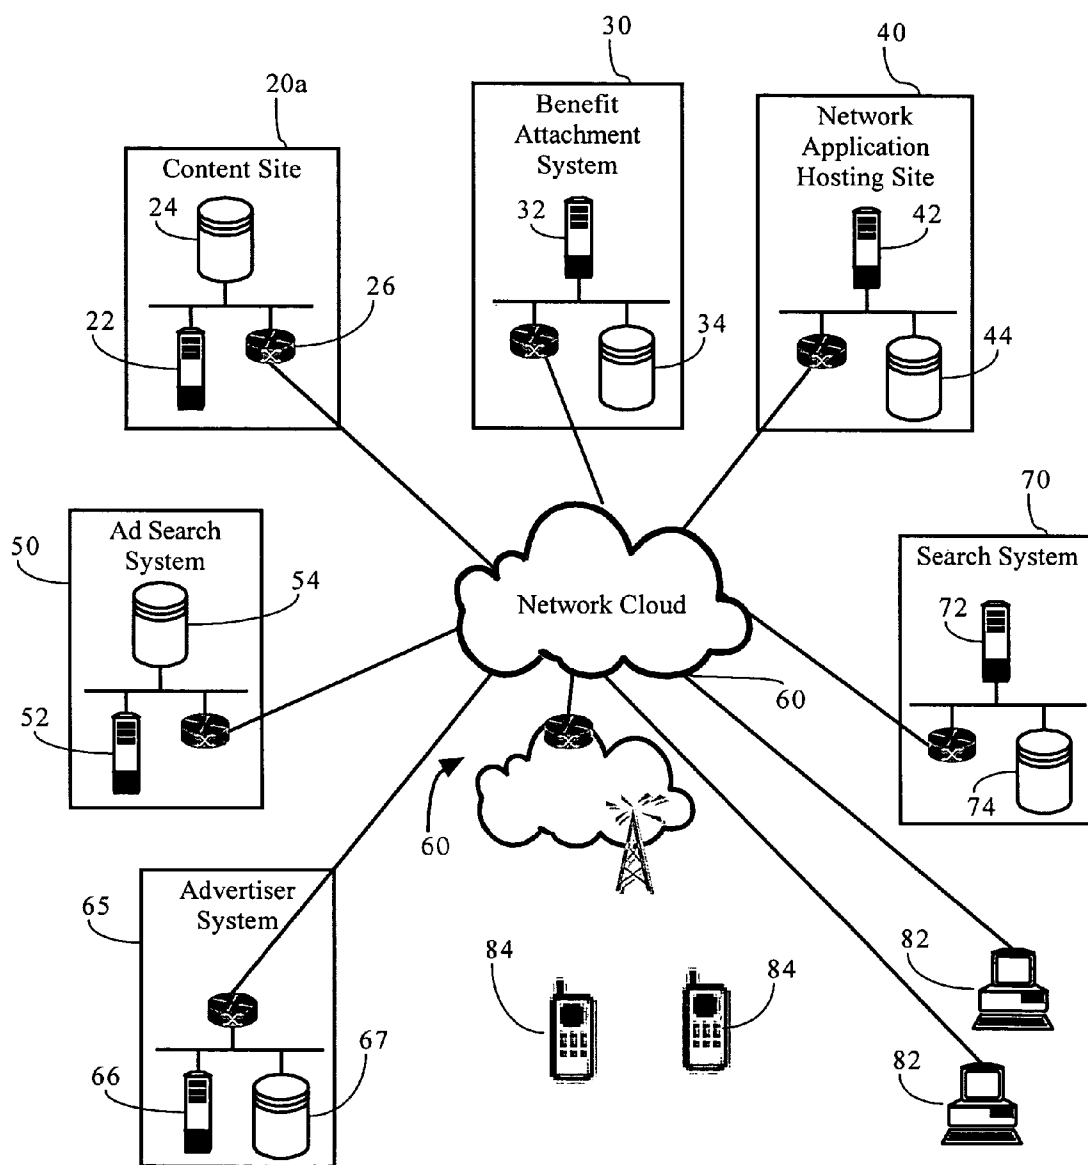 30
40
20a
Benefit
Attachment
System
Network
Application
Hosting Site
Content Site
24
32
42
26
22
34
44
70
Ad Search
System
50
54
Search System
Network Cloud
72
60
52
74
60
Advertiser
System
65
84
84
82
67
66
82